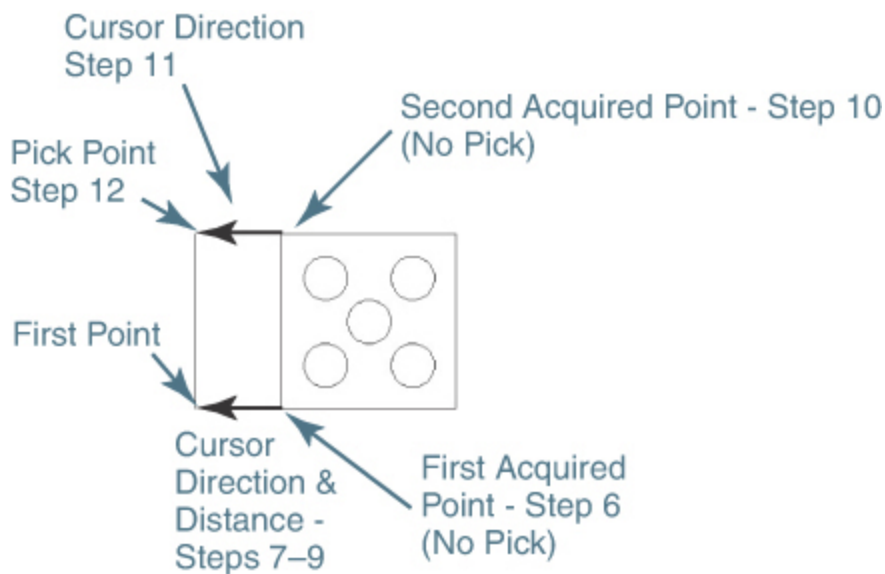 Cursor Direction
Step 11
Second Acquired Point - Step 10
(No Pick)
Pick Point
Step 12
First Point
Cursor
Direction &
Distance -
Steps 7–9
First Acquired
Point - Step 6
(No Pick)